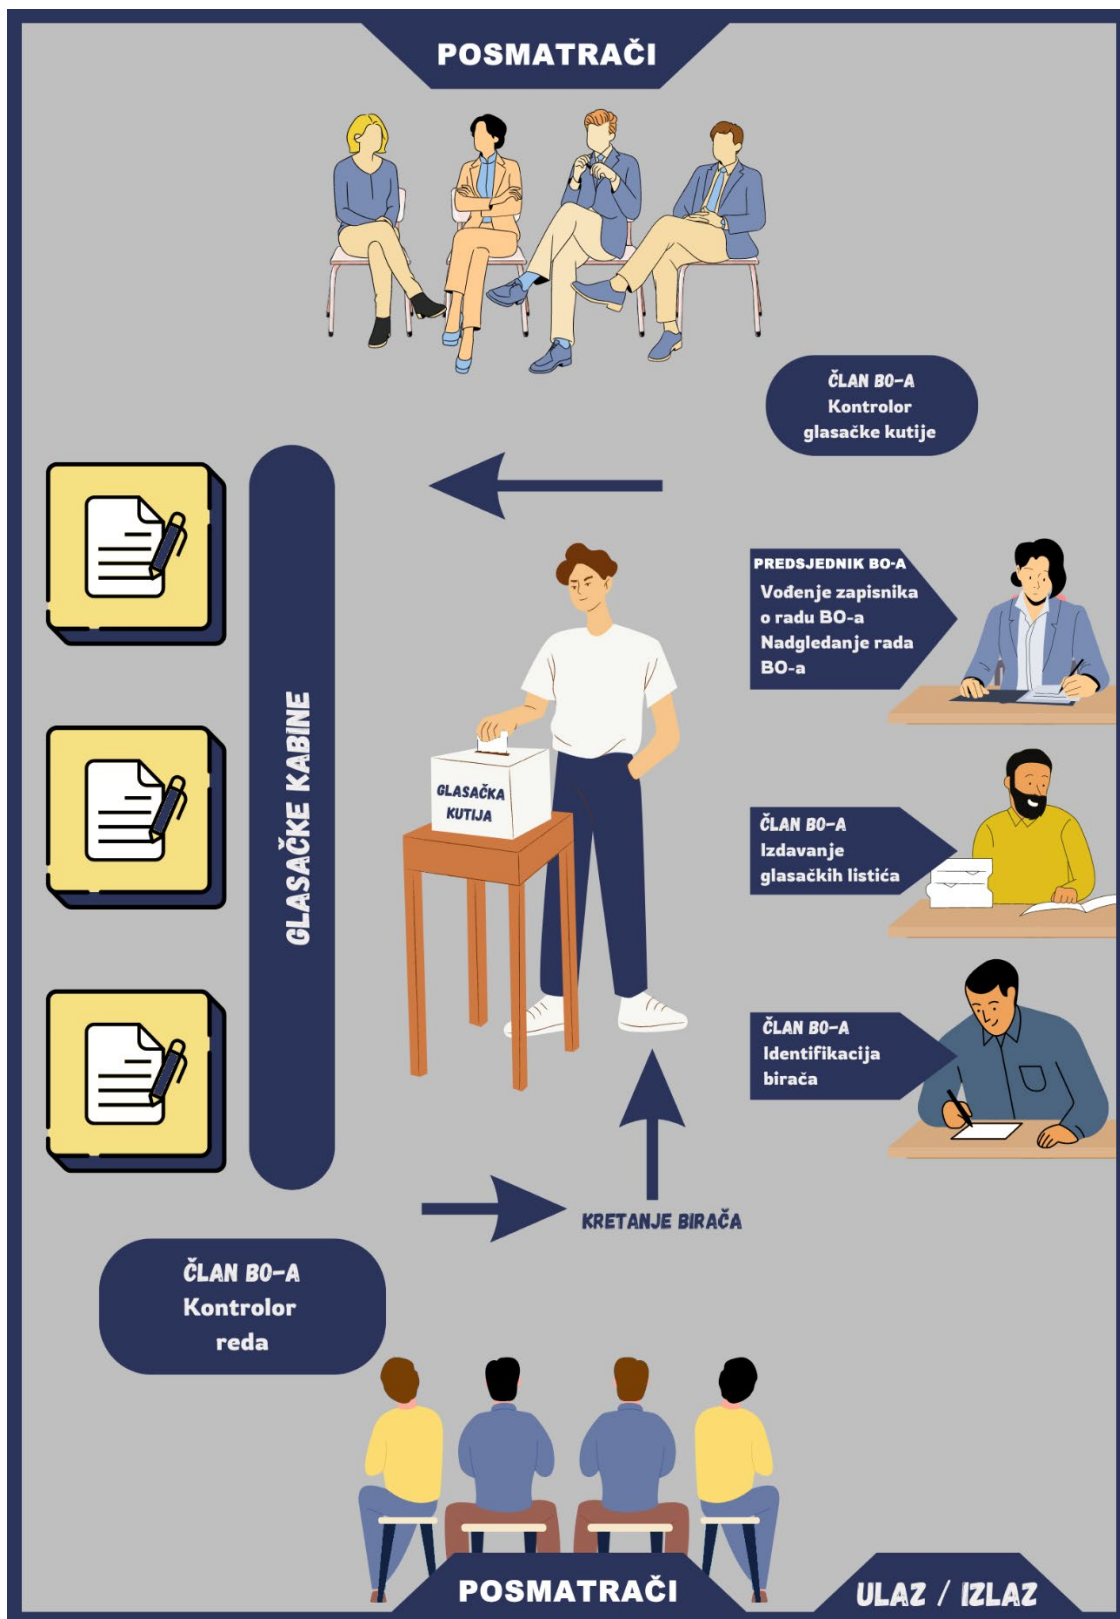 POSMATRAČI
ČLAN BO-A
Kontrolor
glasačke kutije
PREDSJEDNIK BO-A
Vođenje zapisnika
o radu BO-a
Nadgledanje rada
BO-a
GLASAČKE KABINE
GLASAČKA
KUTIJA
ČLAN BO-A
Izdavanje
glasačkih listića
ČLAN BO-A
Identifikacija
birača
KRETANJE BIRAČA
ČLAN BO-A
Kontrolor
reda
POSMATRAČI
ULAZ / IZLAZ